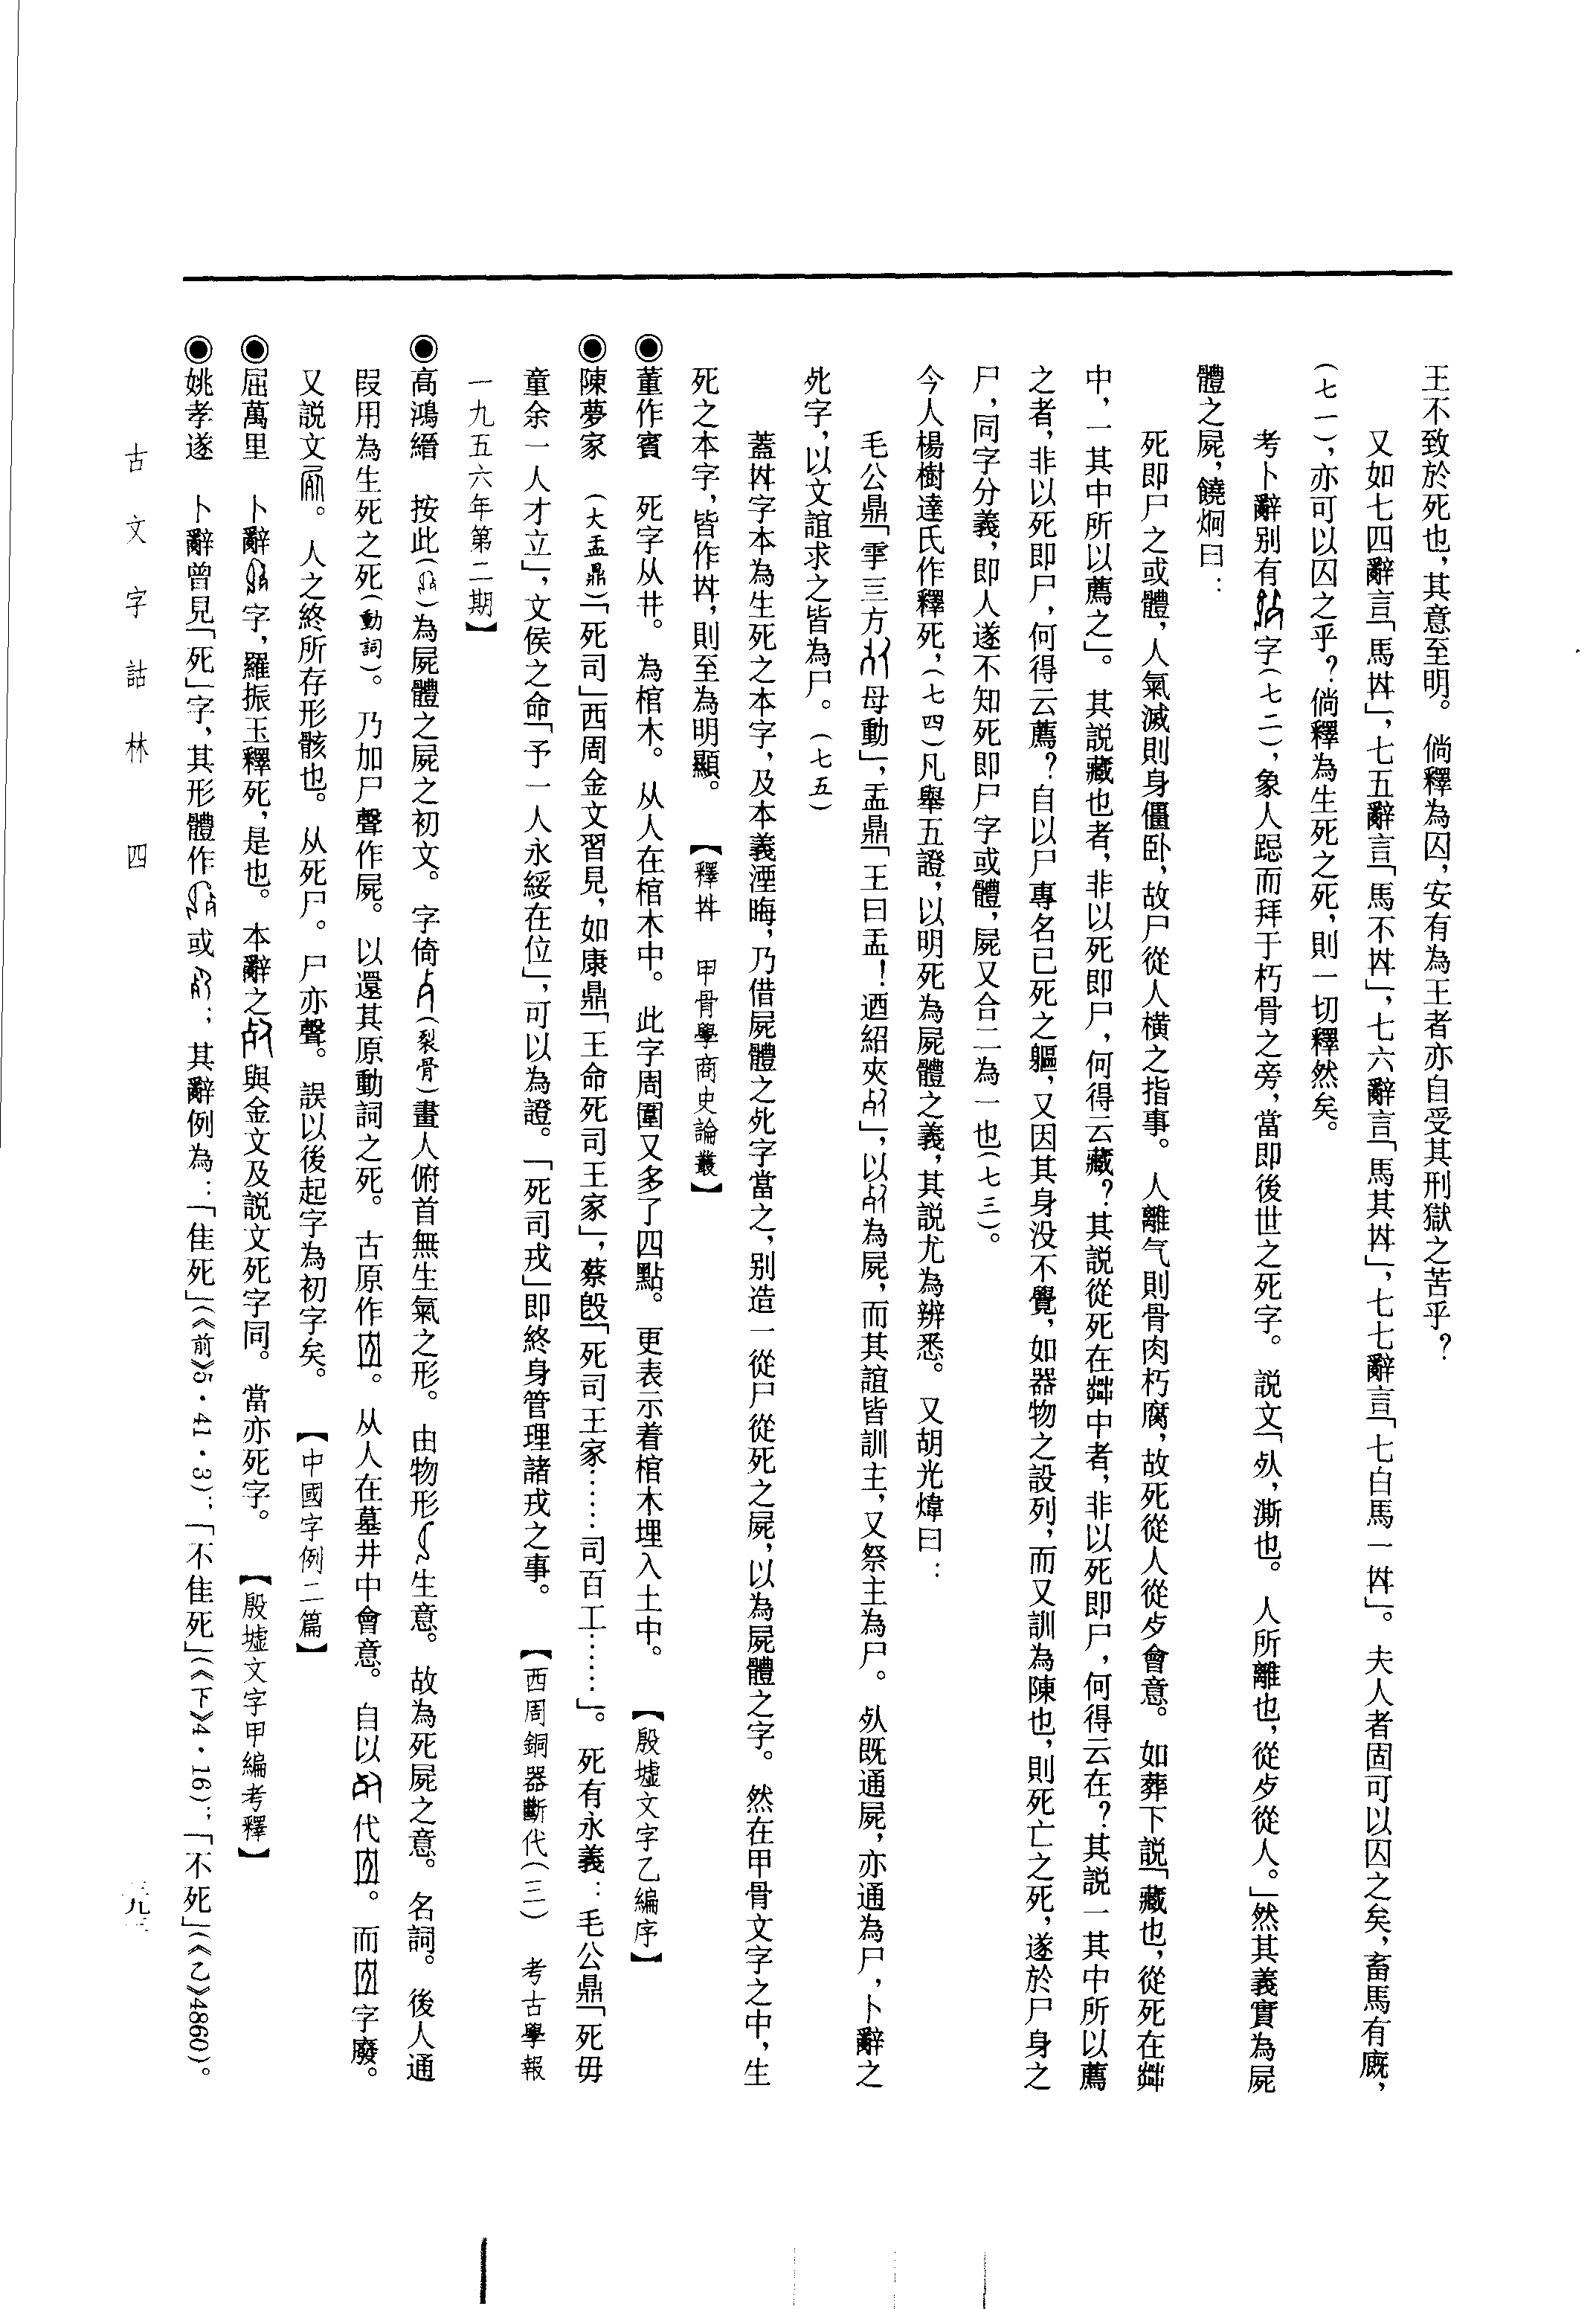 王不致於死也，其意至明。倘釋為囚，安有為王者亦自受其刑獄之苦乎？
又如七四辭言「馬𡆥」，七五辭言「馬不𡆥」，七六辭言「馬其𡆥」，七七辭言「七白馬一𡆥」。夫人者固可以囚之矣，畜馬有廄，
（七一），亦可以囚之乎？倘釋為生死之死，則一切釋然矣。
考卜辭别有字（七二），象人跽而拜于朽骨之旁，當即後世之死字。説文「𣦸，澌也。人所離也，從歺從人。」然其義實為屍
體之屍，饒炯曰：
死即尸之或體，人氣滅則身僵卧，故尸從人橫之指事。人離气則骨肉朽腐，故死從人從歺會意。如葬下説「藏也，從死在茻
中，一其中所以薦之」。其説藏也者，非以死即尸，何得云藏？其説從死在茻中者，非以死即尸，何得云在？其説一其中所以薦
之者，非以死即尸，何得云薦？自以尸專名已死之軀，又因其身没不覺，如器物之設列，而又訓為陳也，則死亡之死，遂於尸身之
尸，同字分義，即人遂不知死即尸字或體，屍又合二為一也（七三）。
今人楊樹達氏作釋死，（七四）凡舉五證，以明死為屍體之義，其説尤為辨悉。又胡光煒曰：
毛公鼎「雩三方母動」，盂鼎「王曰盂！迺紹夾」，以為屍，而其誼皆訓主，又祭主為尸。𣦸既通屍，亦通為尸，卜辭之
𣦸字，以文誼求之皆為尸。（七五）
蓋𡆥字本為生死之本字，及本義湮晦，乃借屍體之𣦸字當之，别造一從尸從死之屍，以為屍體之字。然在甲骨文字之中，生
死之本字，皆作𡆥，則至為明顯。【釋𡆥　甲骨學商史論叢】
◉董作賓　死字从井。為棺木。从人在棺木中。此字周圍又多了四點。更表示着棺木埋入土中。【殷墟文字乙編序】
◉陳夢家　（大盂鼎）「死司」西周金文習見，如康鼎「王命死司王家」，蔡𣪘「死司王家……司百工……」。死有永義：毛公鼎「死毋
童余一人才立」，文侯之命「予一人永綏在位」，可以為證。「死司戎」即終身管理諸戎之事。【西周銅器斷代（三）　考古學報
一九五六年第二期】
◉高鴻縉　按此（）為屍體之屍之初文。字倚（裂骨）畫人俯首無生氣之形。由物形生意。故為死屍之意。名詞。後人通
叚用為生死之死（動詞）。乃加尸聲作屍。以還其原動詞之死。古原作。从人在墓井中會意。自以代。而字廢。
又説文。人之終所存形骸也。从死尸。尸亦聲。誤以後起字為初字矣。【中國字例二篇】
◉屈萬里　卜辭字，羅振玉釋死，是也。本辭之與金文及説文死字同。當亦死字。【殷墟文字甲編考釋】
◉姚孝遂　卜辭曾見「死」字，其形體作或；其辭例為：「隹死」（《前》5・41・3）；「不隹死」（《下》4・16）；「不死」（《乙》4860）。
古文字詁林　四